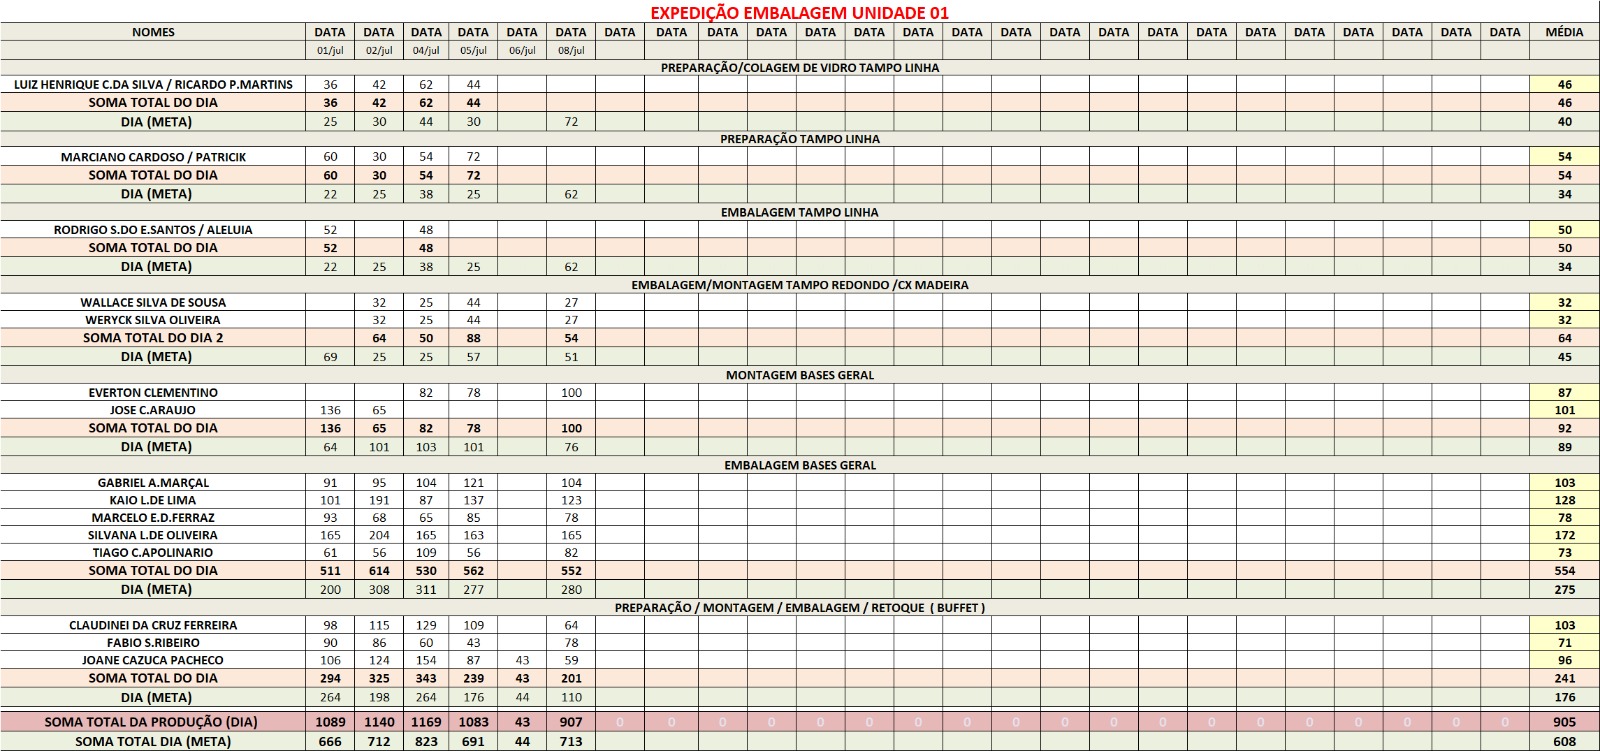 EXPEDIÇÃO EMBALAGEM UNIDADE 01
NOMES DATA DATA DATA DATA DATA DATA DATA DATA DATA DATA DATA DATA DATA DATA DATA DATA DATA DATA DATA DATA DATA DATA DATA DATA DATA MÉDIA
01/jul 02/jul 04/jul 05/jul 06/jul 08/jul
PREPARAÇÃO/COLAGEM DE VIDRO TAMPO LINHA
LUIZ HENRIQUE C.DA SILVA / RICARDO P.MARTINS 36 42 62 44 46
SOMA TOTAL DO DIA 36 42 62 44 46
DIA (META) 25 30 44 30 72 40
PREPARAÇÃO TAMPO LINHA
MARCIANO CARDOSO / PATRICIK 60 30 54 72 54
SOMA TOTAL DO DIA 60 30 54 72 54
DIA (META) 22 25 38 25 62 34
EMBALAGEM TAMPO LINHA
RODRIGO S.DO E.SANTOS / ALELUIA 52 48 50
SOMA TOTAL DO DIA 52 48 50
DIA (META) 22 25 38 25 62 34
EMBALAGEM/MONTAGEM TAMPO REDONDO /CX MADEIRA
WALLACE SILVA DE SOUSA 32 25 44 27 32
WERYCK SILVA OLIVEIRA 32 25 44 27 32
SOMA TOTAL DO DIA 2 64 50 88 54 64
DIA (META) 69 25 25 57 51 45
MONTAGEM BASES GERAL
EVERTON CLEMENTINO 82 78 100 87
JOSE C.ARAUJO 136 65 101
SOMA TOTAL DO DIA 136 65 82 78 100 92
DIA (META) 64 101 103 101 76 89
EMBALAGEM BASES GERAL
GABRIEL A.MARÇAL 91 95 104 121 104 103
KAIO L.DE LIMA 101 191 87 137 123 128
MARCELO E.D.FERRAZ 93 68 65 85 78 78
SILVANA L.DE OLIVEIRA 165 204 165 163 165 172
TIAGO C.APOLINARIO 61 56 109 56 82 73
SOMA TOTAL DO DIA 511 614 530 562 552 554
DIA (META) 200 308 311 277 280 275
PREPARAÇÃO / MONTAGEM / EMBALAGEM / RETOQUE ( BUFFET )
CLAUDINEI DA CRUZ FERREIRA 98 115 129 109 64 103
FABIO S.RIBEIRO 90 86 60 43 78 71
JOANE CAZUCA PACHECO 106 124 154 87 43 59 96
SOMA TOTAL DO DIA 294 325 343 239 43 201 241
DIA (META) 264 198 264 176 44 110 176
SOMA TOTAL DA PRODUÇÃO (DIA) 1089 1140 1169 1083 43 907 0 0 0 0 0 0 0 0 0 0 0 0 0 0 0 0 0 0 0 905
SOMA TOTAL DIA (META) 666 712 823 691 44 713 608